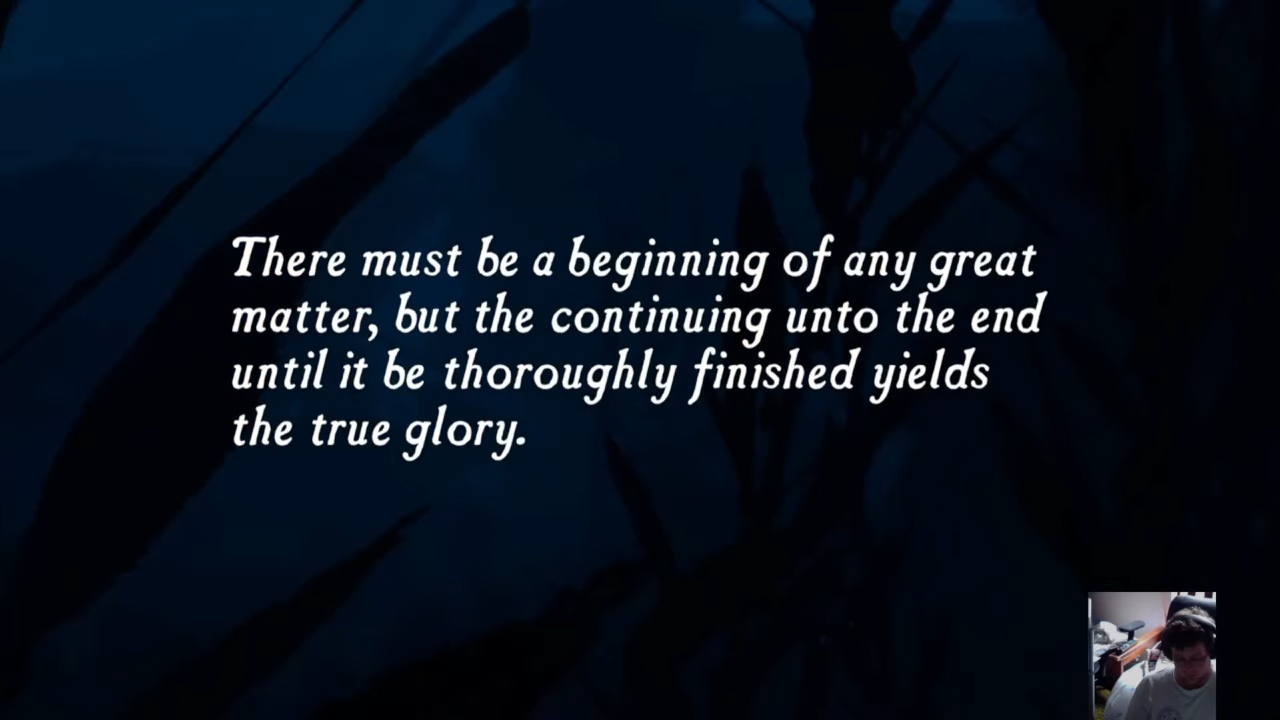 There must be a beginning of any great
matter, but the continuing unto the end
until it be thoroughly finished yields
the true glory.